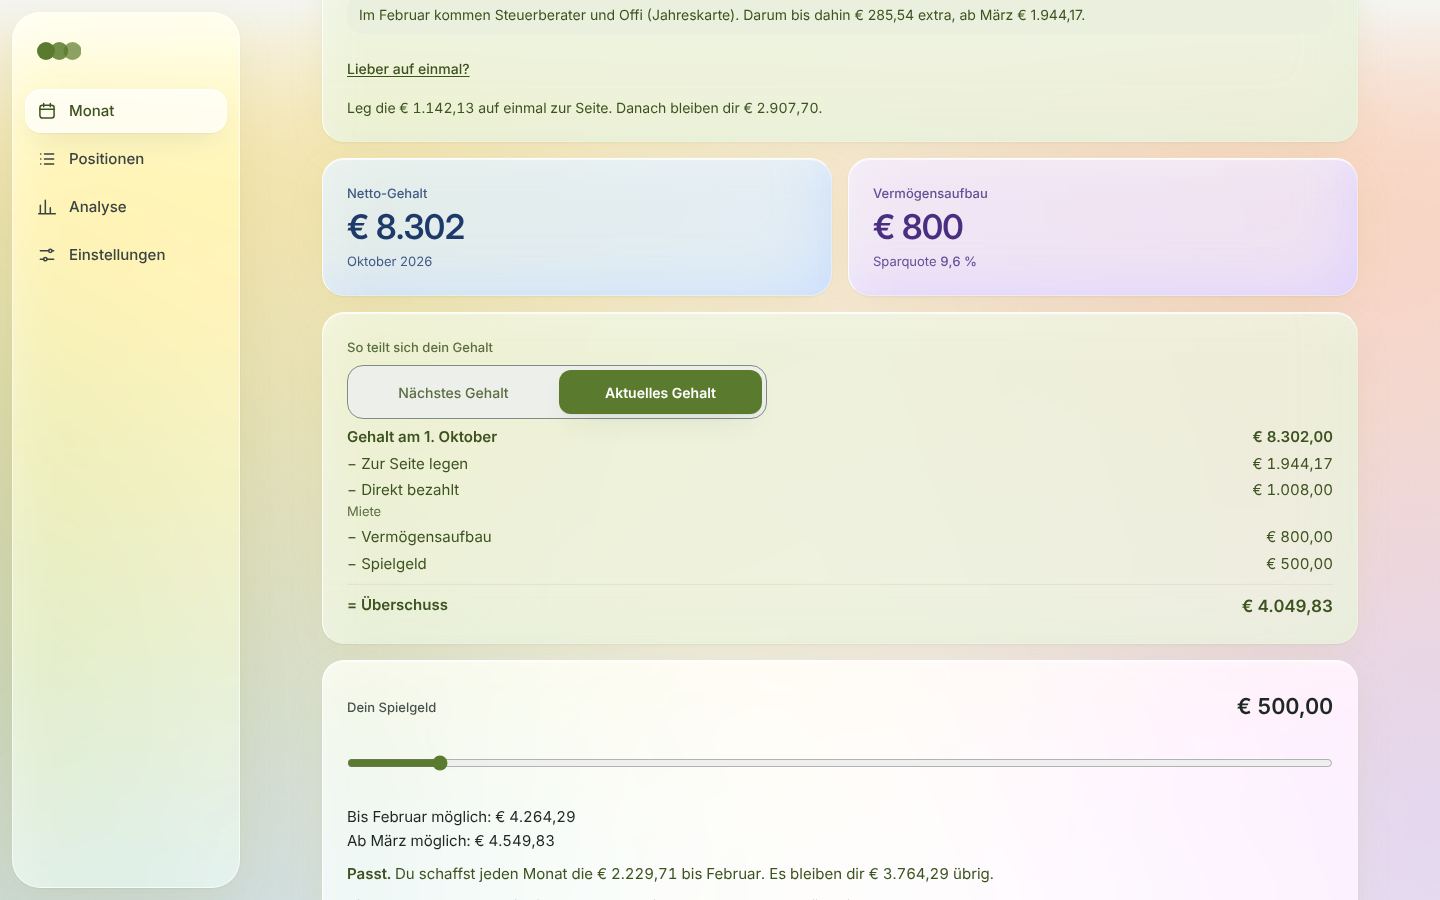 Im Februar kommen Steuerberater und Offi (Jahreskarte). Darum bis dahin € 285,54 extra, ab März € 1.944,17.
Lieber auf einmal?
Leg die € 1.142,13 auf einmal zur Seite. Danach bleiben dir € 2.907,70.
Monat
Positionen
Analyse
Einstellungen
Netto-Gehalt
€ 8.302
Oktober 2026
Vermögensaufbau
€ 800
Sparquote 9,6 %
So teilt sich dein Gehalt
Nächstes Gehalt
Aktuelles Gehalt
Gehalt am 1. Oktober € 8.302,00
− Zur Seite legen € 1.944,17
− Direkt bezahlt € 1.008,00
Miete
− Vermögensaufbau € 800,00
− Spielgeld € 500,00
= Überschuss € 4.049,83
Dein Spielgeld € 500,00
Bis Februar möglich: € 4.264,29
Ab März möglich: € 4.549,83
Passt. Du schaffst jeden Monat die € 2.229,71 bis Februar. Es bleiben dir € 3.764,29 übrig.